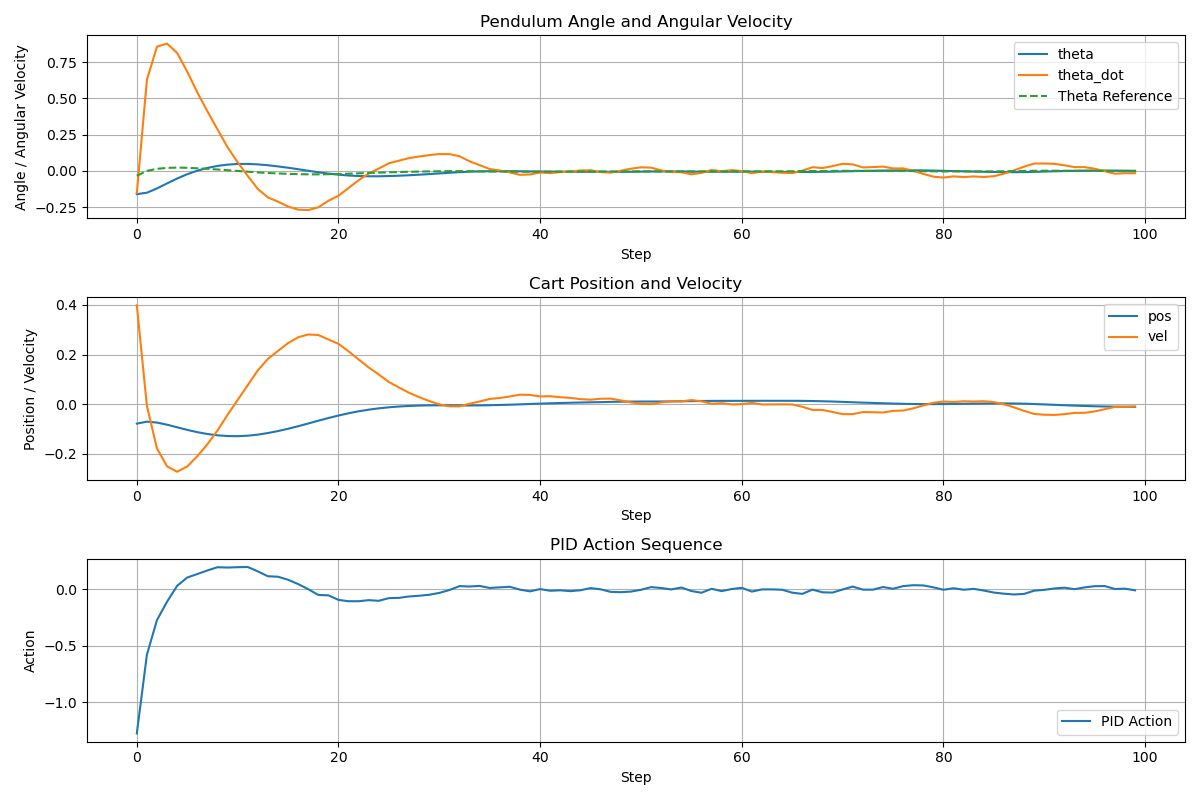 Pendulum Angle and Angular Velocity
Angle / Angular Velocity
0.75
0.50
0.25
0.00
−0.25
theta
theta_dot
Theta Reference
0 20 40 60 80 100
Step
Cart Position and Velocity
Position / Velocity
0.4
0.2
0.0
−0.2
pos
vel
0 20 40 60 80 100
Step
PID Action Sequence
Action
0.0
−0.5
−1.0
PID Action
0 20 40 60 80 100
Step